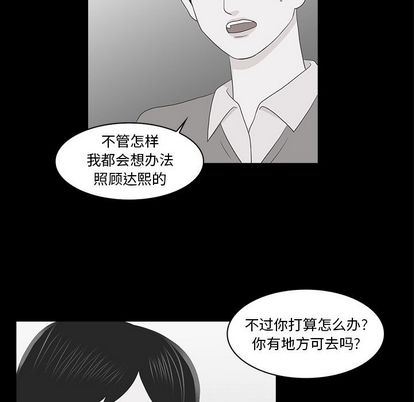 不管怎样
我都会想办法
照顾达熙的
不过你打算怎么办?
你有地方可去吗?